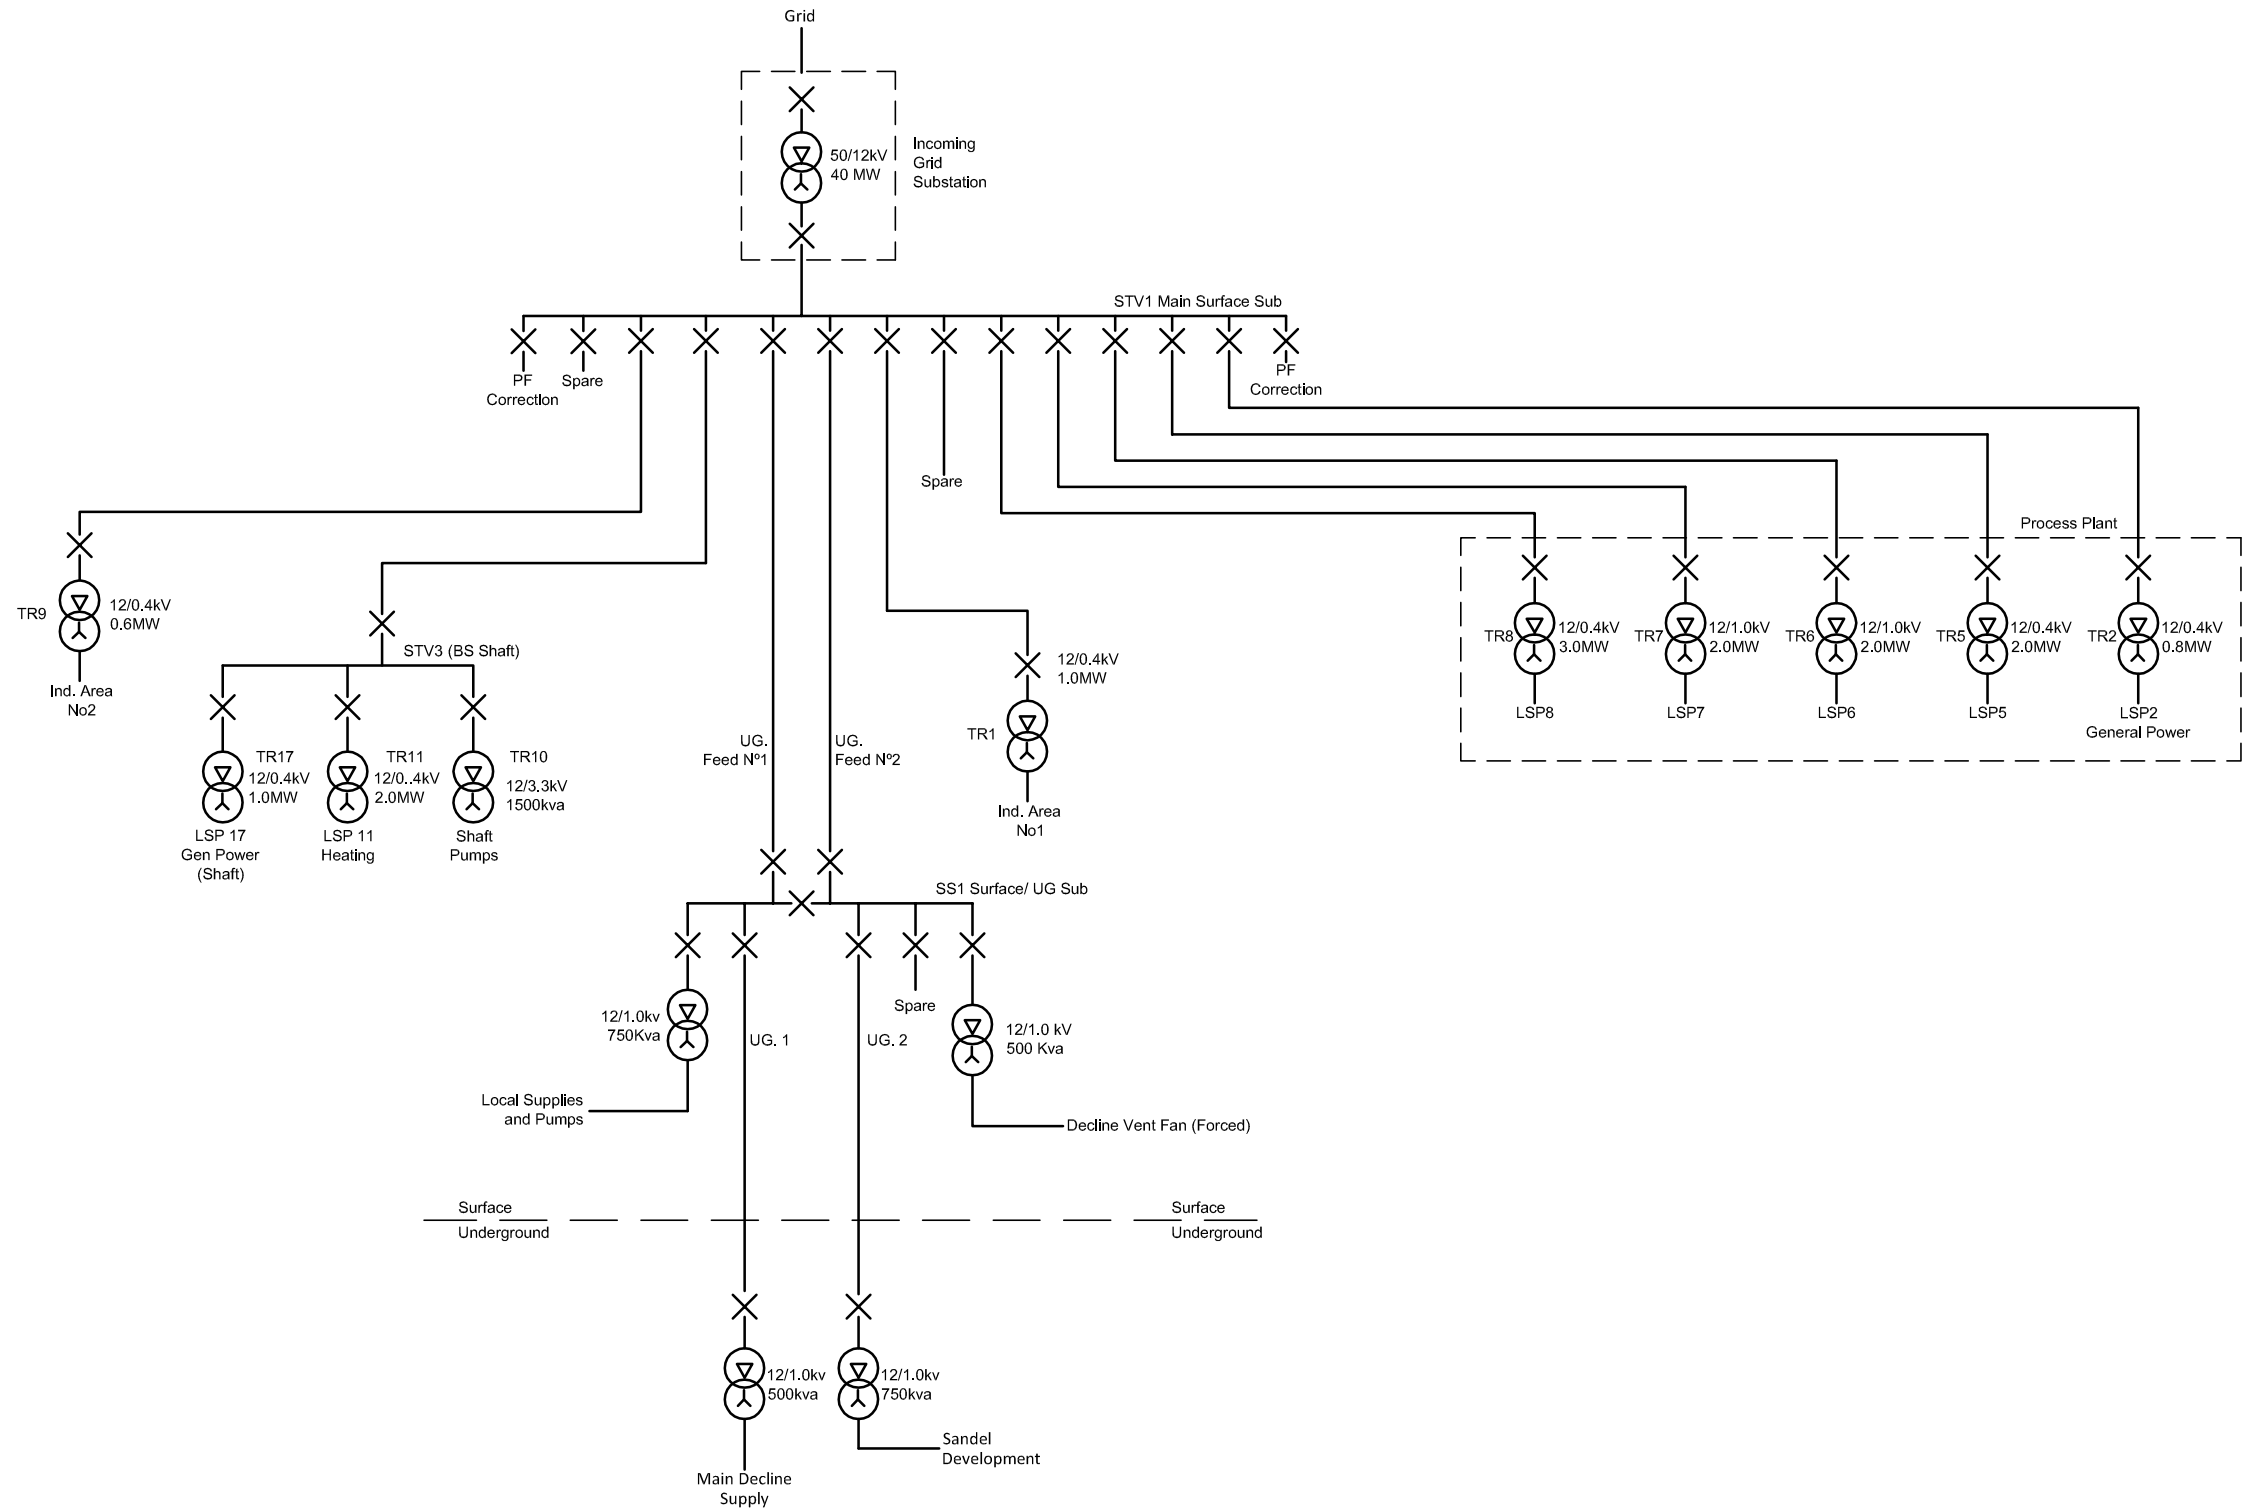 Grid
Incoming
Grid
Substation
50/12kV
40 MW
STV1 Main Surface Sub
PF
Correction
Spare
PF
Correction
Spare
Process Plant
TR9
12/0.4kV
0.6MW
Ind. Area
No2
STV3 (BS Shaft)
TR17
12/0.4kV
1.0MW
LSP 17
Gen Power
(Shaft)
TR11
12/0..4kV
2.0MW
LSP 11
Heating
TR10
12/3.3kV
1500kva
Shaft
Pumps
UG.
Feed Nº1
UG.
Feed Nº2
12/0.4kV
1.0MW
TR1
Ind. Area
No1
TR8
12/0.4kV
3.0MW
LSP8
TR7
12/1.0kV
2.0MW
LSP7
TR6
12/1.0kV
2.0MW
LSP6
TR5
12/0.4kV
2.0MW
LSP5
TR2
12/0.4kV
0.8MW
LSP2
General Power
SS1 Surface/ UG Sub
12/1.0kv
750Kva
UG. 1
UG. 2
Spare
12/1.0 kV
500 Kva
Local Supplies
and Pumps
Decline Vent Fan (Forced)
Surface
Underground
Surface
Underground
12/1.0kv
500kva
12/1.0kv
750kva
Sandel
Development
Main Decline
Supply